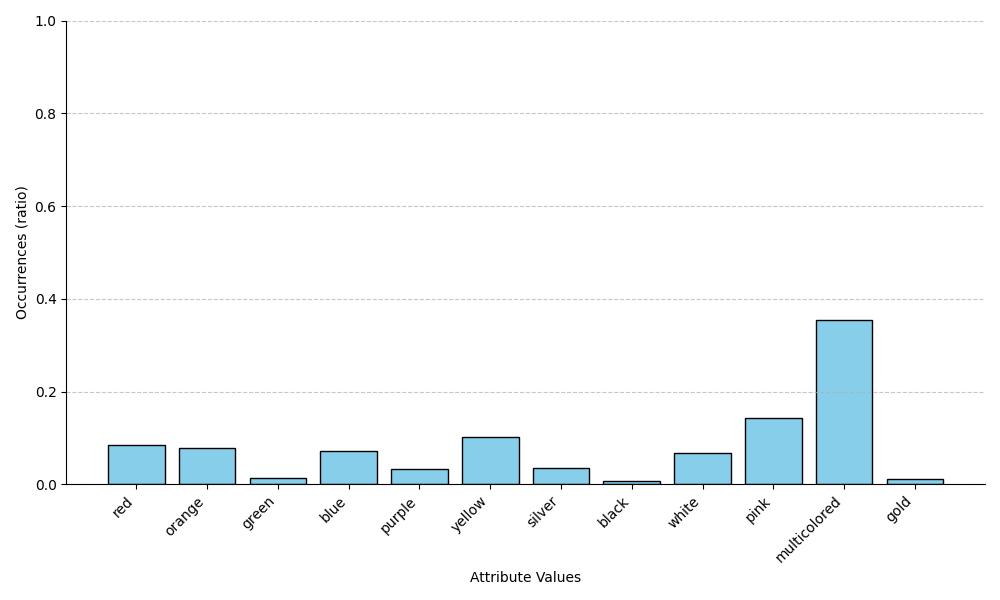 1.0
0.8
0.6
0.4
0.2
0.0
Occurrences (ratio)
red
orange
green
blue
purple
yellow
silver
black
white
pink
multicolored
gold
Attribute Values